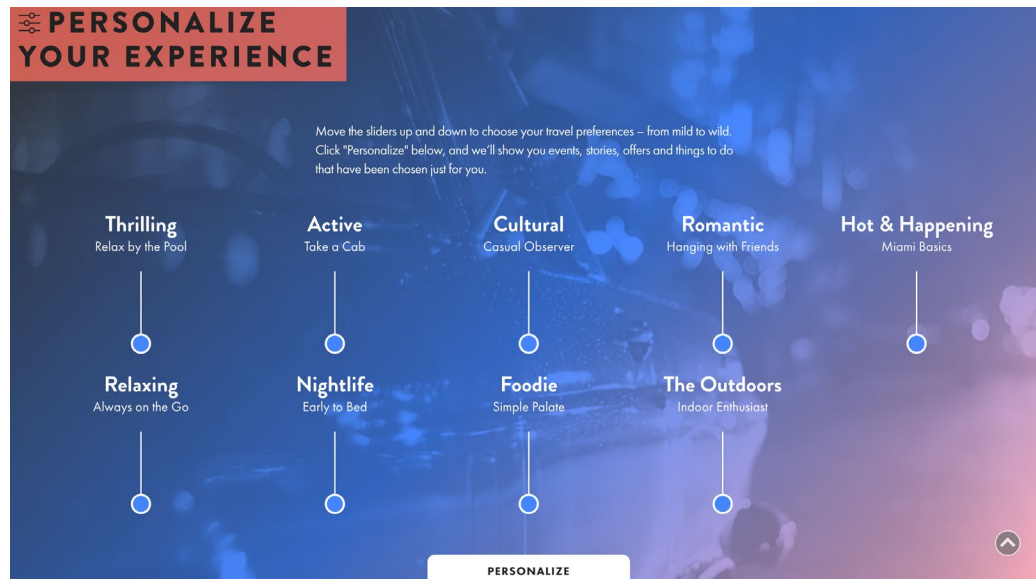 PERSONALIZE
YOUR EXPERIENCE
Move the sliders up and down to choose your travel preferences – from mild to wild.
Click "Personalize" below, and we'll show you events, stories, offers and things to do
that have been chosen just for you.
Thrilling
Relax by the Pool
Active
Take a Cab
Cultural
Casual Observer
Romantic
Hanging with Friends
Hot & Happening
Miami Basics
Relaxing
Always on the Go
Nightlife
Early to Bed
Foodie
Simple Palate
The Outdoors
Indoor Enthusiast
PERSONALIZE